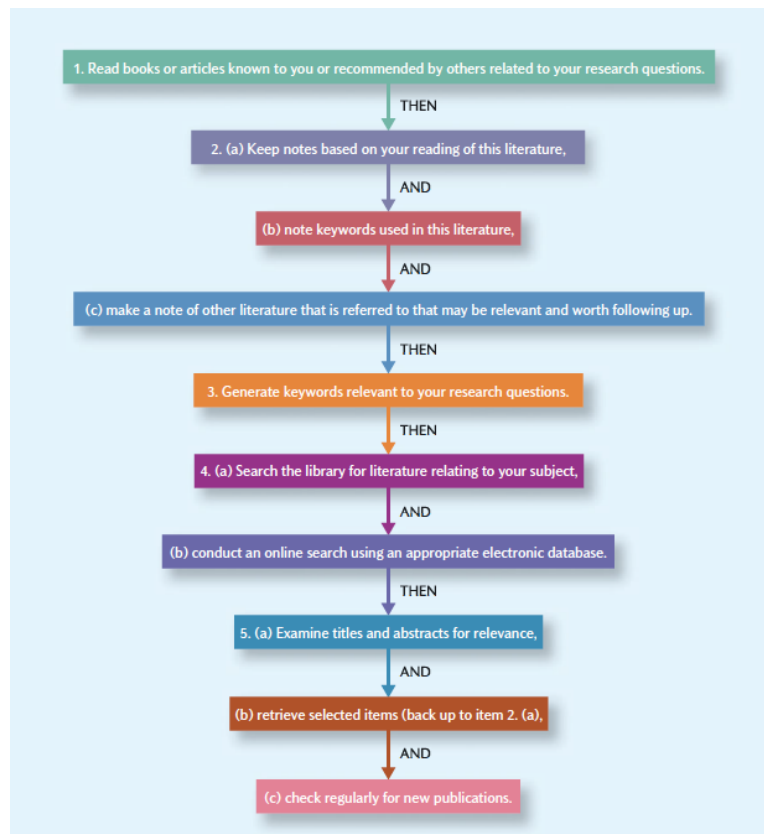 1. Read books or articles known to you or recommended by others related to your research questions.
THEN
2. (a) Keep notes based on your reading of this literature,
AND
(b) note keywords used in this literature,
AND
(c) make a note of other literature that is referred to that may be relevant and worth following up.
THEN
3. Generate keywords relevant to your research questions.
THEN
4. (a) Search the library for literature relating to your subject,
AND
(b) conduct an online search using an appropriate electronic database.
THEN
5. (a) Examine titles and abstracts for relevance,
AND
(b) retrieve selected items (back up to item 2. (a),
AND
(c) check regularly for new publications.